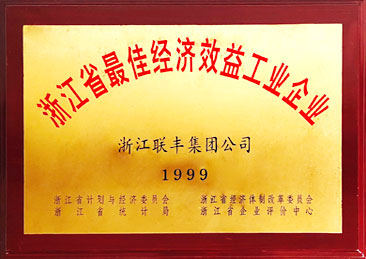 浙江省最佳经济效益工业企业
浙江联丰集团公司
1999
浙江省计划与经济委员会 浙江省经济体制改革委员会
浙江省统计局 浙江省企业评价中心